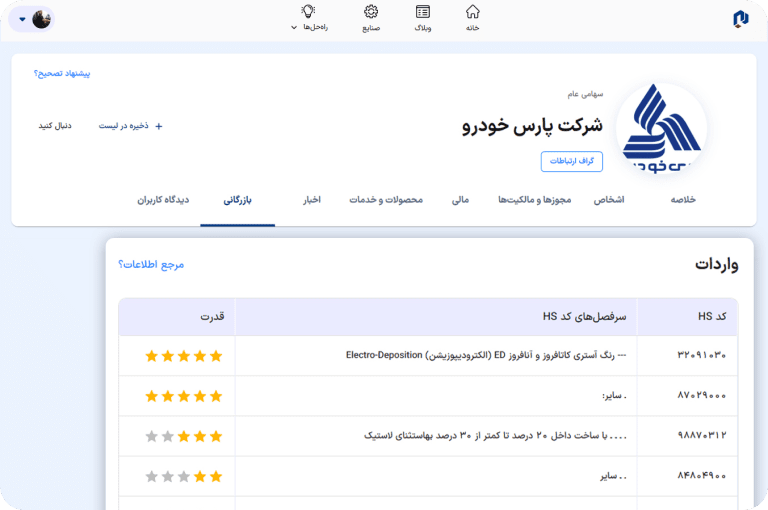 خانه
وبلاگ
صنایع
راه‌حل‌ها
پیشنهاد تصحیح؟
سهامی عام
شرکت پارس خودرو
گراف ارتباطات
+ ذخیره در لیست
دنبال کنید
خلاصه
اشخاص
مجوزها و مالکیت‌ها
مالی
محصولات و خدمات
اخبار
بازرگانی
دیدگاه کاربران
واردات
مرجع اطلاعات؟
کد HS سرفصل‌های کد HS قدرت
۳۲۰۹۱۰۳۰ --- رنگ آستری کاتافروز و آنافروز ED (الکترودیپوزیشن) Electro-Deposition
۸۷۰۲۹۰۰۰ . سایر:
۹۸۸۷۰۳۱۲ . . . . با ساخت داخل ۲۰ درصد تا کمتر از ۳۰ درصد بهاستثنای لاستیک
۸۴۸۰۴۹۰۰ . . سایر